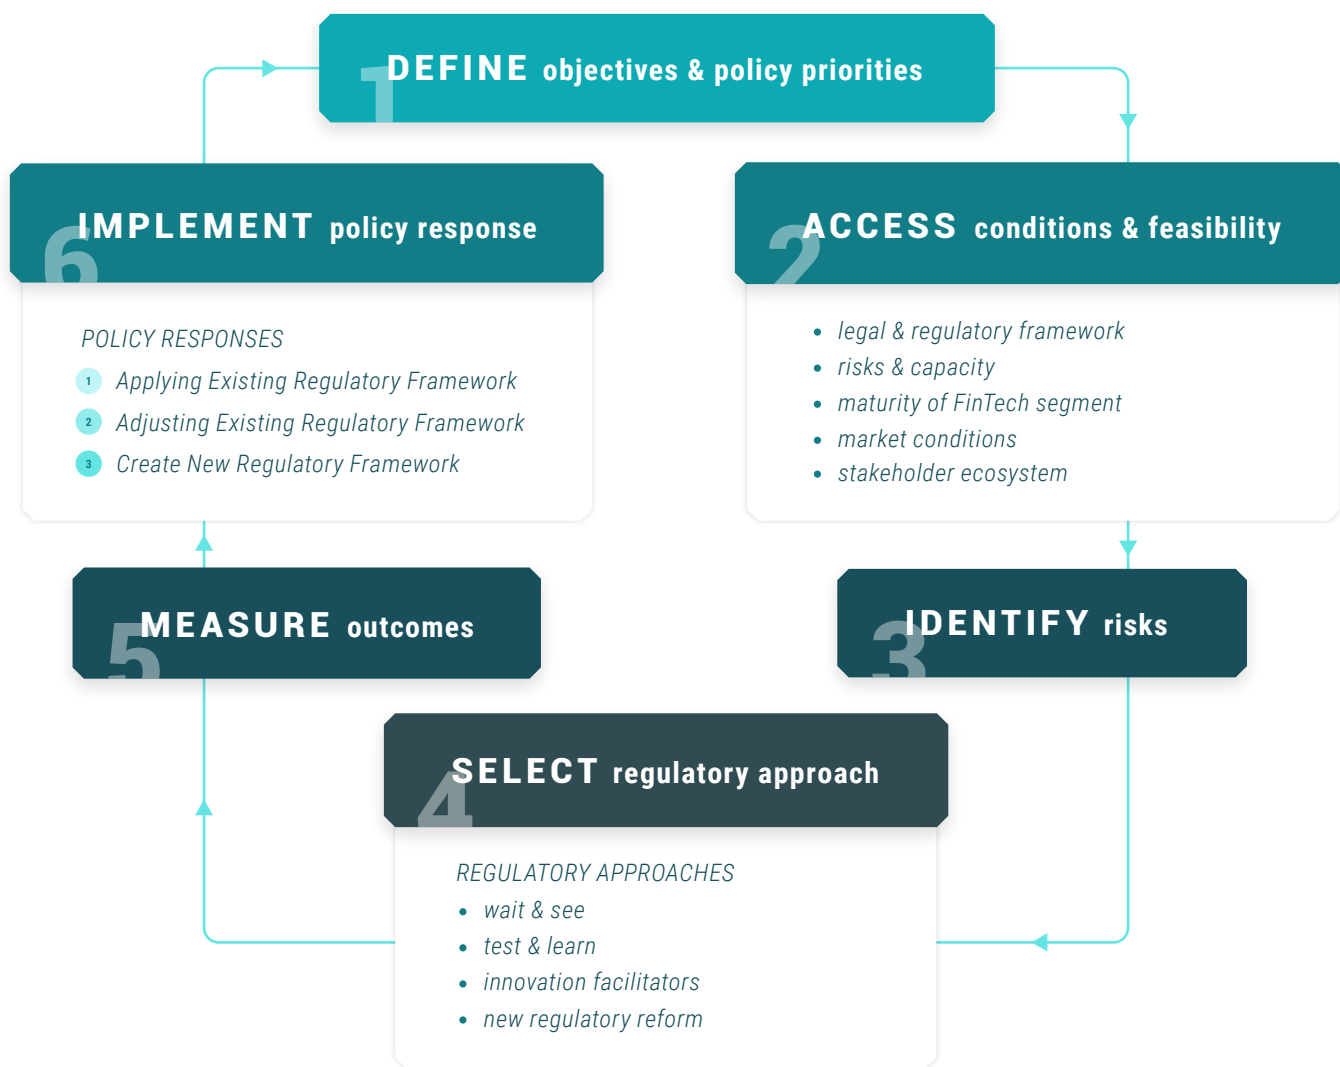 1
DEFINE objectives & policy priorities
2
ACCESS conditions & feasibility
• legal & regulatory framework
• risks & capacity
• maturity of FinTech segment
• market conditions
• stakeholder ecosystem
3
IDENTIFY risks
4
SELECT regulatory approach
REGULATORY APPROACHES
• wait & see
• test & learn
• innovation facilitators
• new regulatory reform
5
MEASURE outcomes
6
IMPLEMENT policy response
POLICY RESPONSES
1 Applying Existing Regulatory Framework
2 Adjusting Existing Regulatory Framework
3 Create New Regulatory Framework